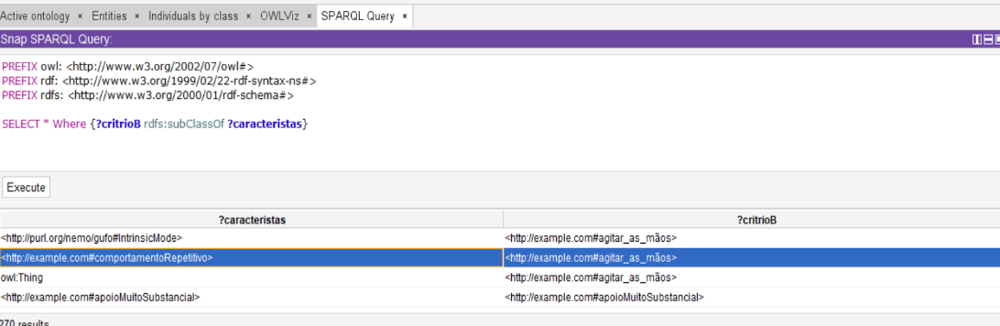 Active ontology × Entities × Individuals by class × OWLViz × SPARQL Query ×
Snap SPARQL Query:
PREFIX owl: <http://www.w3.org/2002/07/owl#>
PREFIX rdf: <http://www.w3.org/1999/02/22-rdf-syntax-ns#>
PREFIX rdfs: <http://www.w3.org/2000/01/rdf-schema#>
SELECT * Where {?critrioB rdfs:subClassOf ?caracteristas}
Execute
?caracteristas ?critrioB
<http://purl.org/nemo/gufo#IntrinsicMode> <http://example.com#agitar_as_mãos>
<http://example.com#comportamentoRepetitivo> <http://example.com#agitar_as_mãos>
owl:Thing <http://example.com#agitar_as_mãos>
<http://example.com#apoioMuitoSubstancial> <http://example.com#apoioMuitoSubstancial>
270 results